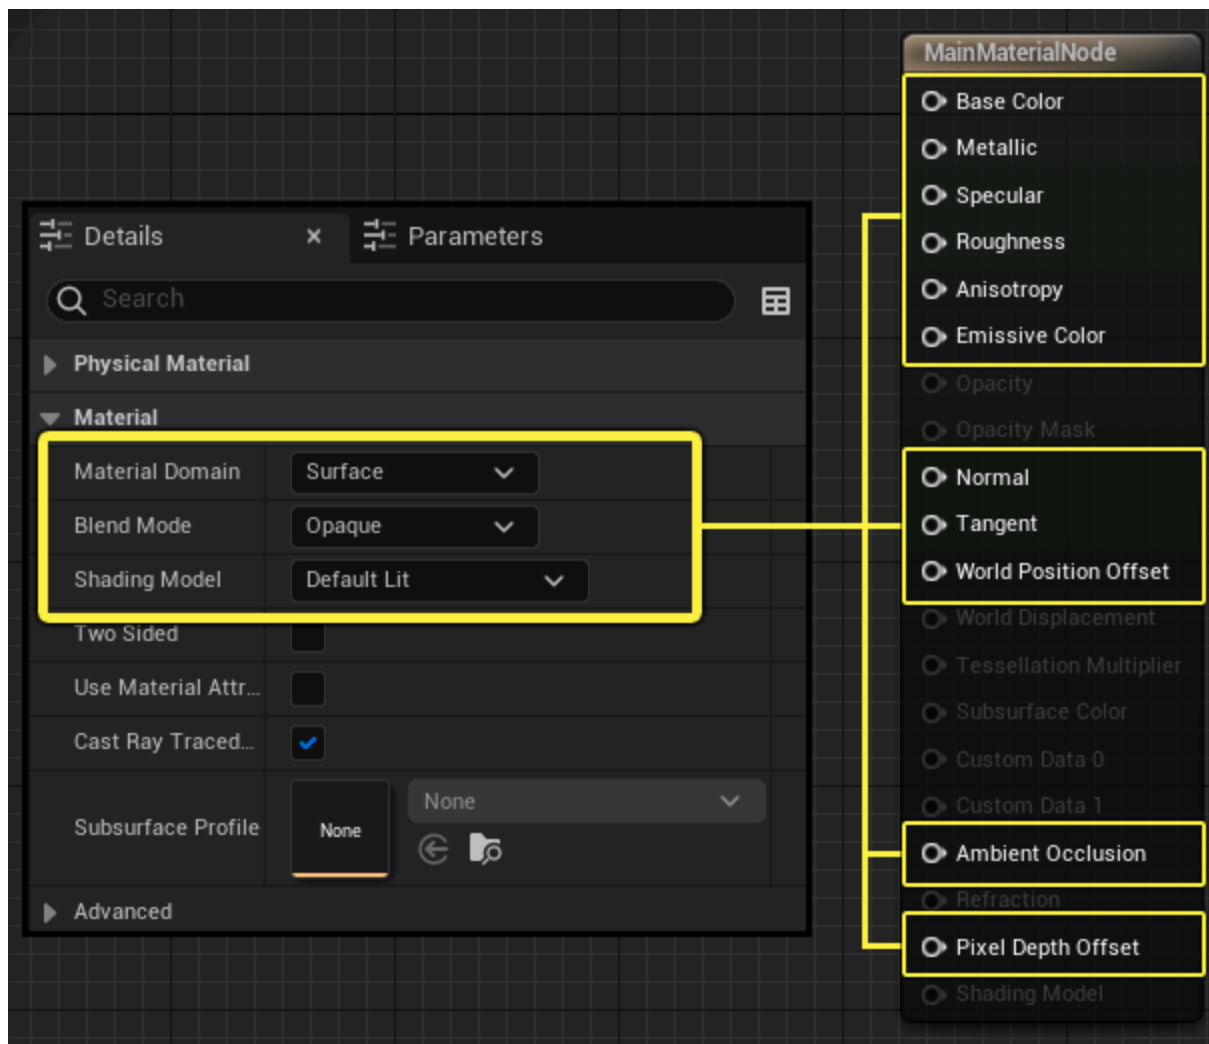 MainMaterialNode
Base Color
Metallic
Specular
Roughness
Anisotropy
Emissive Color
Opacity
Opacity Mask
Normal
Tangent
World Position Offset
World Displacement
Tessellation Multiplier
Subsurface Color
Custom Data 0
Custom Data 1
Ambient Occlusion
Refraction
Pixel Depth Offset
Shading Model
Details × Parameters
Search
Physical Material
Material
Material Domain Surface
Blend Mode Opaque
Shading Model Default Lit
Two Sided
Use Material Attr...
Cast Ray Traced...
Subsurface Profile None None
Advanced